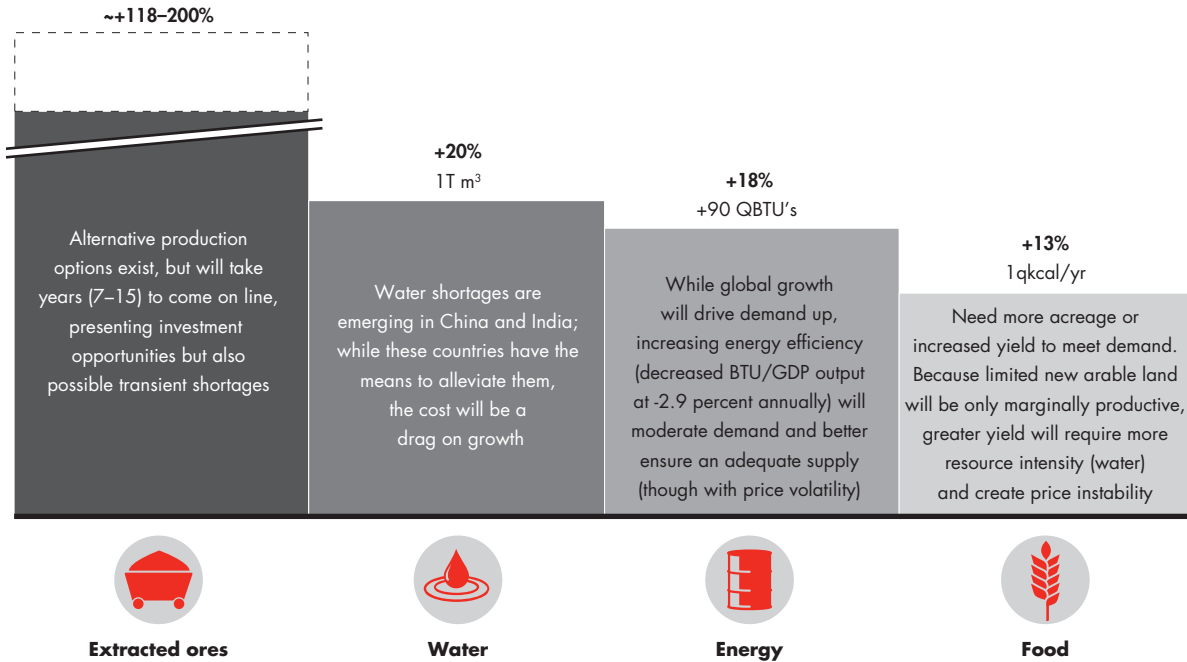 ~+118–200%
Alternative production
options exist, but will take
years (7–15) to come on line,
presenting investment
opportunities but also
possible transient shortages
+20%
1T m³
Water shortages are
emerging in China and India;
while these countries have the
means to alleviate them,
the cost will be a
drag on growth
+18%
+90 QBTU's
While global growth
will drive demand up,
increasing energy efficiency
(decreased BTU/GDP output
at -2.9 percent annually) will
moderate demand and better
ensure an adequate supply
(though with price volatility)
+13%
1qkcal/yr
Need more acreage or
increased yield to meet demand.
Because limited new arable land
will be only marginally productive,
greater yield will require more
resource intensity (water)
and create price instability
Extracted ores
Water
Energy
Food